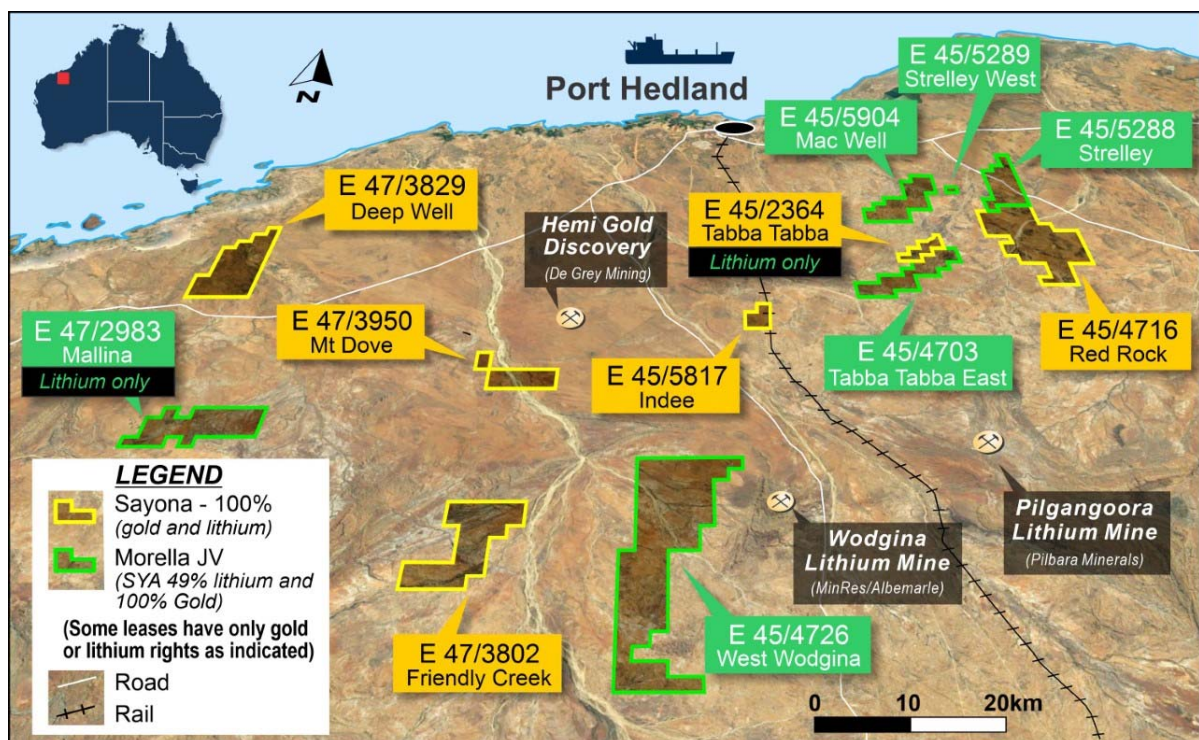 N
Port Hedland
E 45/5289
Strelley West
E 45/5904
Mac Well
E 45/5288
Strelley
E 47/3829
Deep Well
Hemi Gold
Discovery
(De Grey Mining)
E 45/2364
Tabba Tabba
Lithium only
E 47/3950
Mt Dove
E 47/2983
Mallina
Lithium only
E 45/5817
Indee
E 45/4703
Tabba Tabba East
E 45/4716
Red Rock
LEGEND
Sayona - 100%
(gold and lithium)
Morella JV
(SYA 49% lithium and
100% Gold)
(Some leases have only gold
or lithium rights as indicated)
Road
Rail
Wodgina
Lithium Mine
(MinRes/Albemarle)
Pilgangoora
Lithium Mine
(Pilbara Minerals)
E 47/3802
Friendly Creek
E 45/4726
West Wodgina
0 10 20km